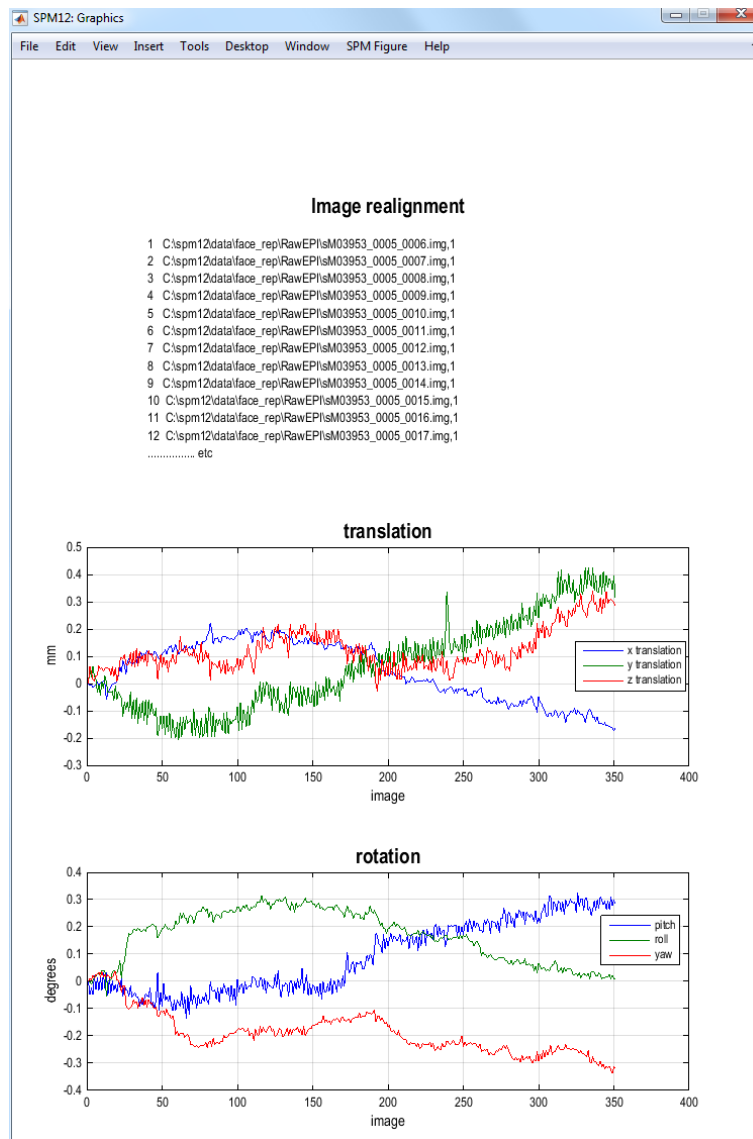 SPM12: Graphics
File Edit View Insert Tools Desktop Window SPM Figure Help
Image realignment
1 C:\spm12\data\face_rep\RawEPI\sM03953_0005_0006.img,1
2 C:\spm12\data\face_rep\RawEPI\sM03953_0005_0007.img,1
3 C:\spm12\data\face_rep\RawEPI\sM03953_0005_0008.img,1
4 C:\spm12\data\face_rep\RawEPI\sM03953_0005_0009.img,1
5 C:\spm12\data\face_rep\RawEPI\sM03953_0005_0010.img,1
6 C:\spm12\data\face_rep\RawEPI\sM03953_0005_0011.img,1
7 C:\spm12\data\face_rep\RawEPI\sM03953_0005_0012.img,1
8 C:\spm12\data\face_rep\RawEPI\sM03953_0005_0013.img,1
9 C:\spm12\data\face_rep\RawEPI\sM03953_0005_0014.img,1
10 C:\spm12\data\face_rep\RawEPI\sM03953_0005_0015.img,1
11 C:\spm12\data\face_rep\RawEPI\sM03953_0005_0016.img,1
12 C:\spm12\data\face_rep\RawEPI\sM03953_0005_0017.img,1
................ etc
translation
0.5
0.4
0.3
0.2
0.1
0
-0.1
-0.2
-0.3
mm
x translation
y translation
z translation
0 50 100 150 200 250 300 350 400
image
rotation
0.4
0.3
0.2
0.1
0
-0.1
-0.2
-0.3
-0.4
degrees
pitch
roll
yaw
0 50 100 150 200 250 300 350 400
image